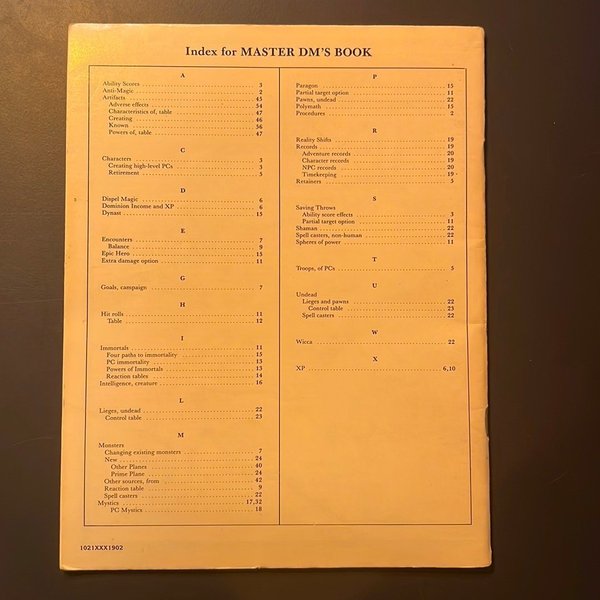 Index for MASTER DM'S BOOK
A
Ability Scores 3
Anti-Magic 2
Artifacts 45
Adverse effects 54
Characteristics of, table 47
Creating 46
Known 56
Powers of, table 47
C
Characters 3
Creating high-level PCs 3
Retirement 5
D
Dispel Magic 6
Dominion Income and XP 6
Dynast 15
E
Encounters 7
Balance 9
Epic Hero 15
Extra damage option 11
G
Goals, campaign 7
H
Hit rolls 11
Table 12
I
Immortals 11
Four paths to immortality 15
PC immortality 13
Powers of Immortals 13
Reaction tables 14
Intelligence, creature 16
L
Lieges, undead 22
Control table 23
M
Monsters
Changing existing monsters 7
New 24
Other Planes 40
Prime Plane 24
Other sources, from 42
Reaction table 9
Spell casters 22
Mystics 17,32
PC Mystics 18
P
Paragon 15
Partial target option 11
Pawns, undead 22
Polymath 15
Procedures 2
R
Reality Shifts 19
Records 19
Adventure records 20
Character records 19
NPC records 20
Timekeeping 19
Retainers 5
S
Saving Throws
Ability score effects 3
Partial target option 11
Shaman 22
Spell casters, non-human 22
Spheres of power 11
T
Troops, of PCs 5
U
Undead
Lieges and pawns 22
Control table 23
Spell casters 22
W
Wicca 22
X
XP 6,10
1021XXX1902